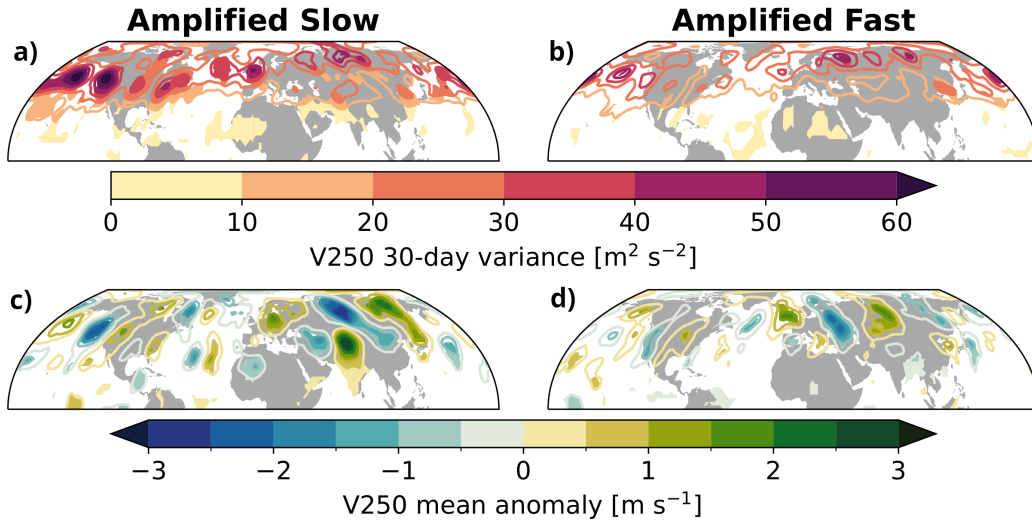 Amplified Slow Amplified Fast
a) b)
0 10 20 30 40 50 60
V250 30-day variance [m² s⁻²]
c) d)
−3 −2 −1 0 1 2 3
V250 mean anomaly [m s⁻¹]